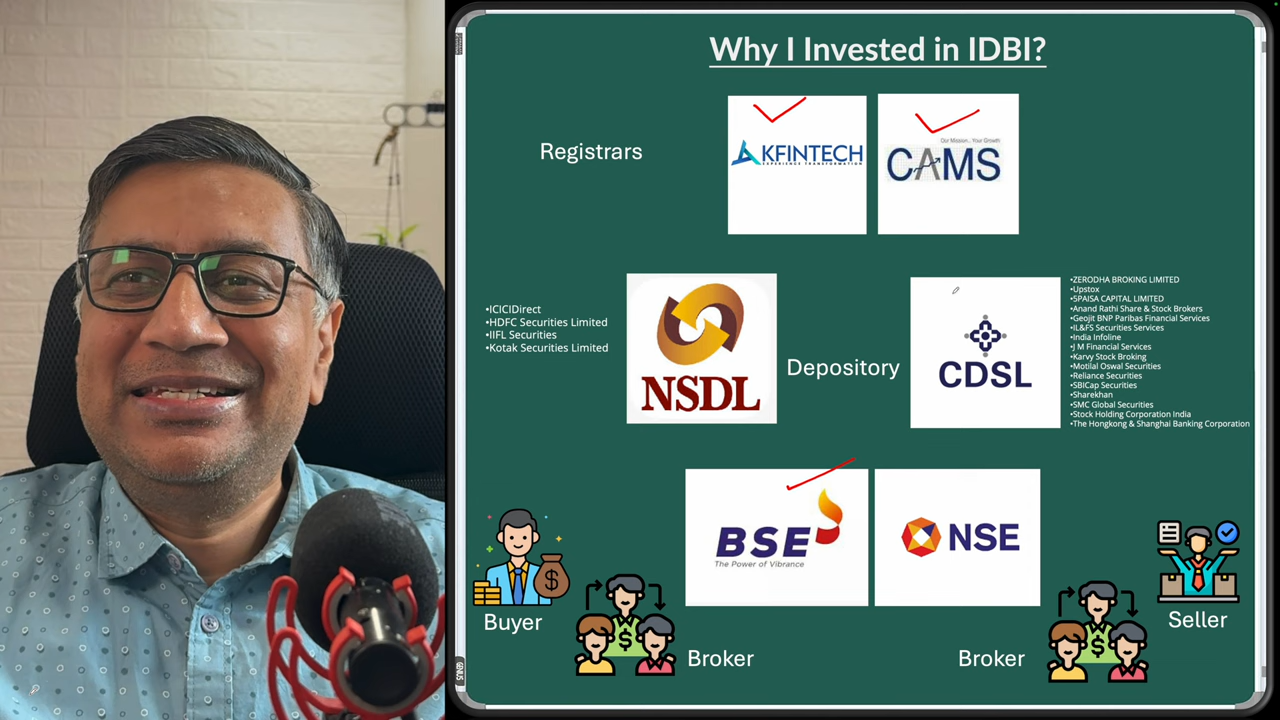 Why I Invested in IDBI?
Registrars
KFINTECH
EXPERIENCE TRANSFORMATION
Our Mission... Your Growth
CAMS
•ICICIDirect
•HDFC Securities Limited
•IIFL Securities
•Kotak Securities Limited
NSDL
Depository
CDSL
•ZERODHA BROKING LIMITED
•Upstox
•5PAISA CAPITAL LIMITED
•Anand Rathi Share & Stock Brokers
•Geojit BNP Paribas Financial Services
•IL&FS Securities Services
•India Infoline
•J M Financial Services
•Karvy Stock Broking
•Motilal Oswal Securities
•Reliance Securities
•SBICap Securities
•Sharekhan
•SMC Global Securities
•Stock Holding Corporation India
•The Hongkong & Shanghai Banking Corporation
BSE
The Power of Vibrance
NSE
Buyer
Broker
Broker
Seller